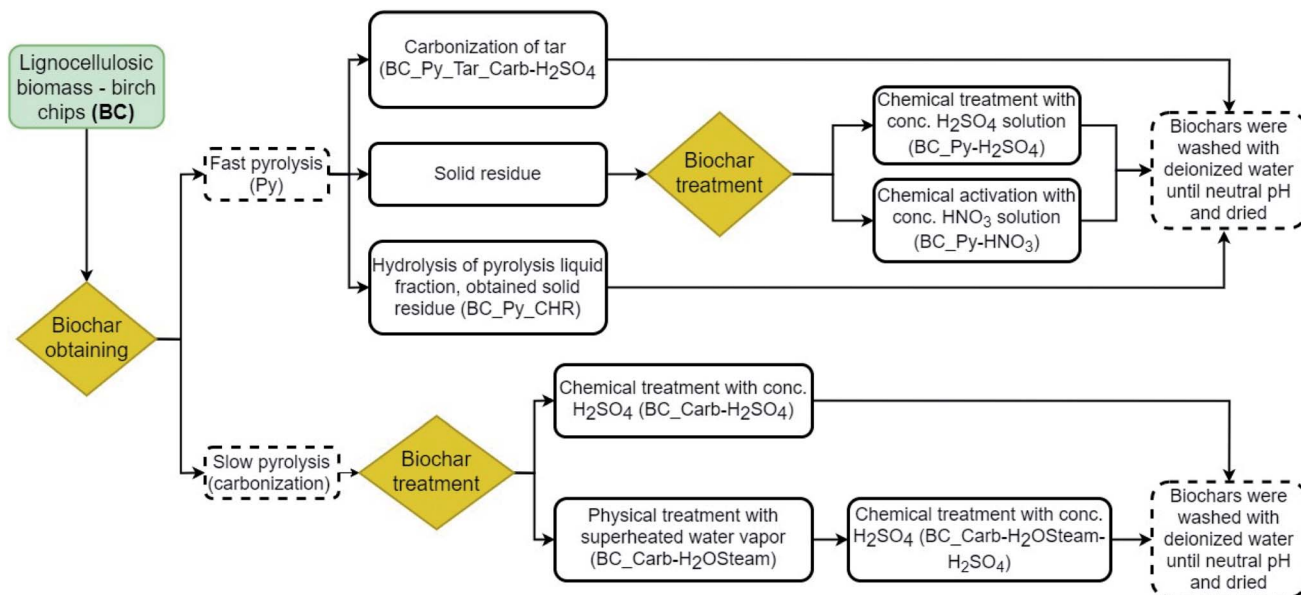 Lignocellulosic
biomass - birch
chips (BC)
Biochar
obtaining
Fast pyrolysis
(Py)
Carbonization of tar
(BC_Py_Tar_Carb-H₂SO₄
Solid residue
Hydrolysis of pyrolysis liquid
fraction, obtained solid
residue (BC_Py_CHR)
Biochar
treatment
Chemical treatment with
conc. H₂SO₄ solution
(BC_Py-H₂SO₄)
Chemical activation with
conc. HNO₃ solution
(BC_Py-HNO₃)
Biochars were
washed with
deionized water
until neutral pH
and dried
Slow pyrolysis
(carbonization)
Biochar
treatment
Chemical treatment with conc.
H₂SO₄ (BC_Carb-H₂SO₄)
Physical treatment with
superheated water vapor
(BC_Carb-H₂OSteam)
Chemical treatment with conc.
H₂SO₄ (BC_Carb-H₂OSteam-
H₂SO₄)
Biochars were
washed with
deionized water
until neutral pH
and dried